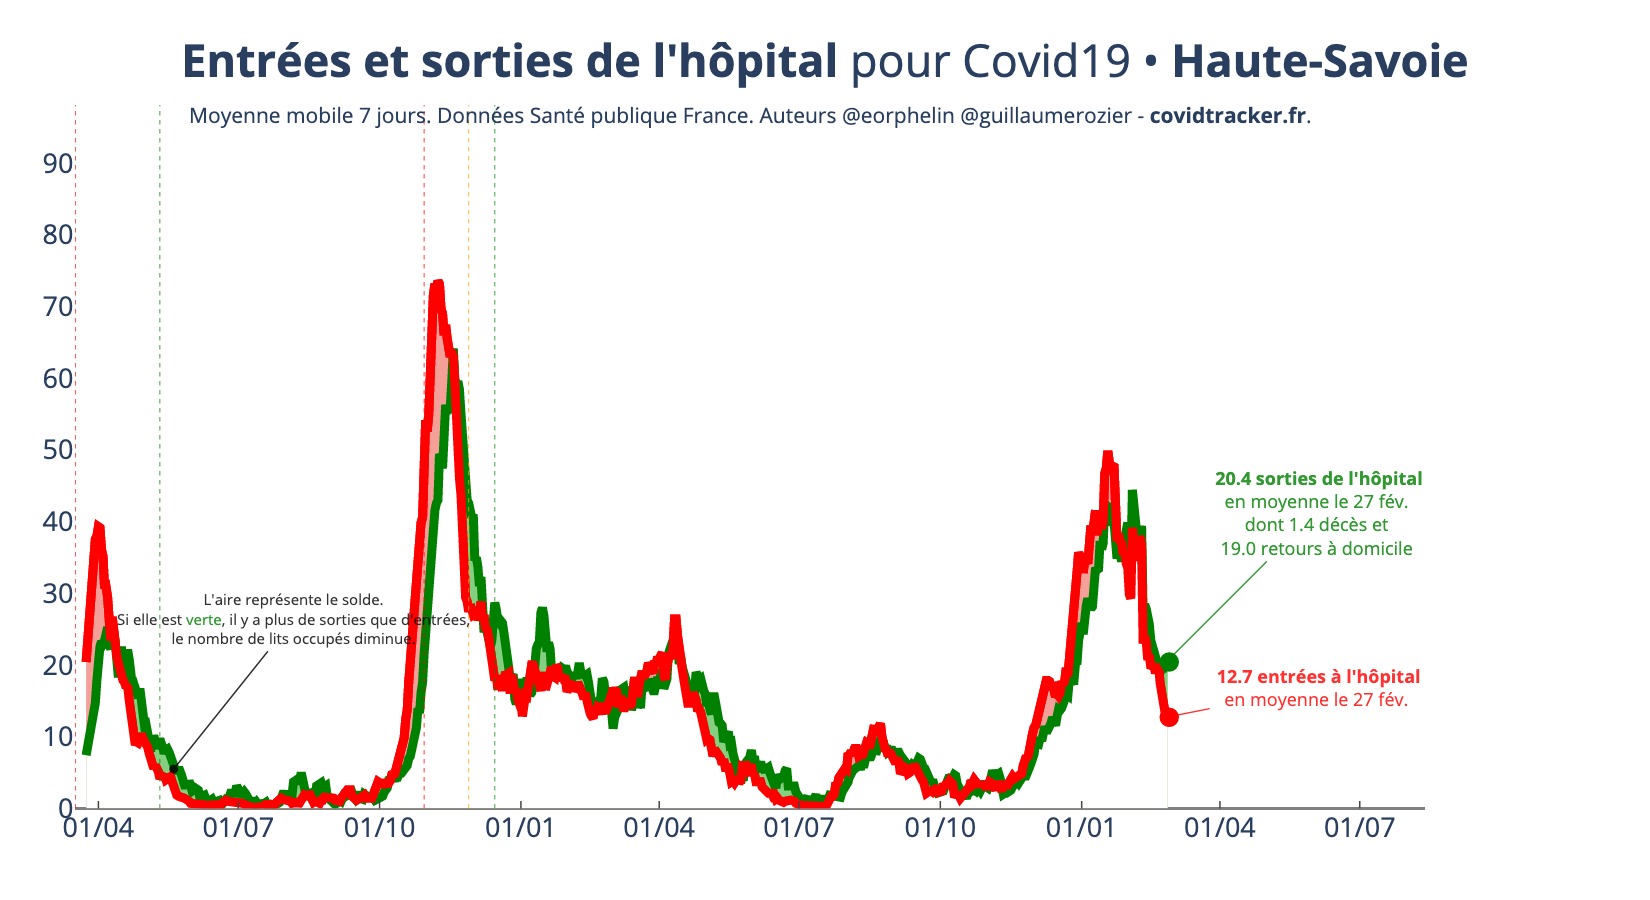 Entrées et sorties de l'hôpital pour Covid19 • Haute-Savoie
Moyenne mobile 7 jours. Données Santé publique France. Auteurs @eorphelin @guillaumerozier - covidtracker.fr.
90
80
70
60
50
40
30
20
10
0
L'aire représente le solde.
Si elle est verte, il y a plus de sorties que d'entrées,
le nombre de lits occupés diminue.
20.4 sorties de l'hôpital
en moyenne le 27 fév.
dont 1.4 décès et
19.0 retours à domicile
12.7 entrées à l'hôpital
en moyenne le 27 fév.
01/04 01/07 01/10 01/01 01/04 01/07 01/10 01/01 01/04 01/07